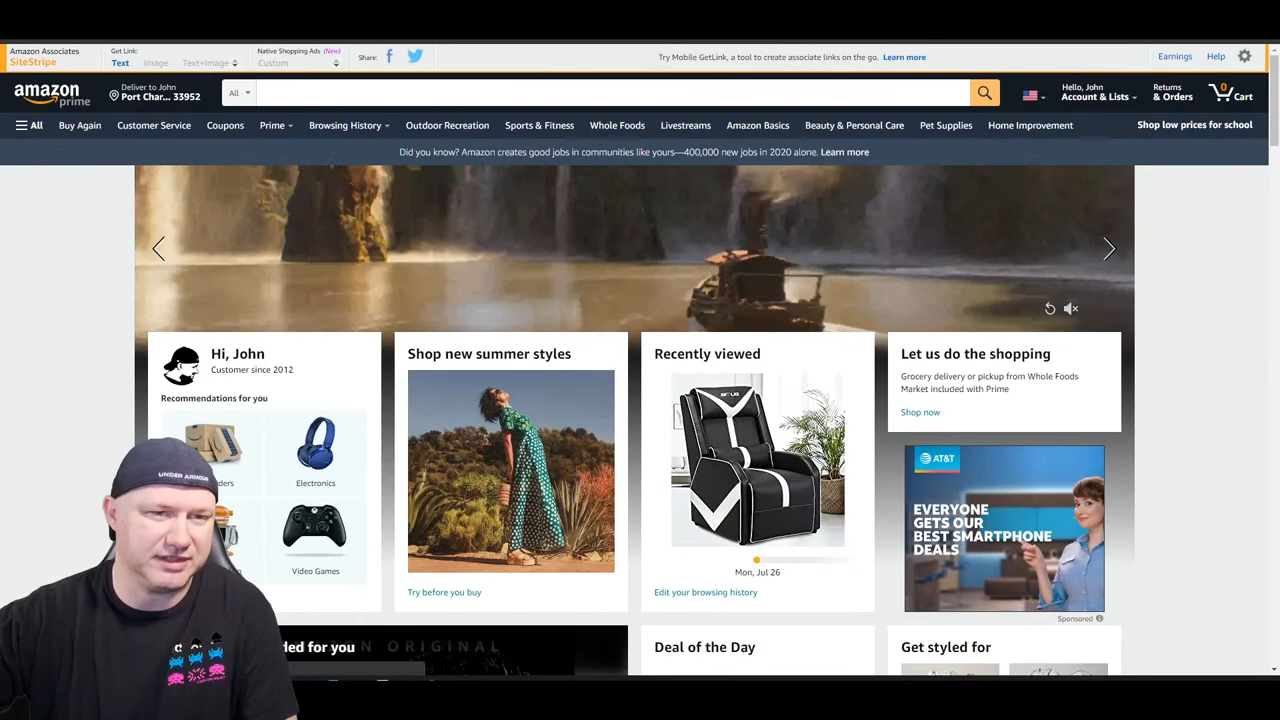 Amazon Associates
SiteStripe
Get Link:
Text Image Text+Image
Native Shopping Ads (New)
Custom
Share:
Try Mobile GetLink, a tool to create associate links on the go. Learn more
Earnings Help
amazon
prime
Deliver to John
Port Char... 33952
All
Hello, John
Account & Lists
Returns
& Orders
0
Cart
All Buy Again Customer Service Coupons Prime Browsing History Outdoor Recreation Sports & Fitness Whole Foods Livestreams Amazon Basics Beauty & Personal Care Pet Supplies Home Improvement Shop low prices for school
Did you know? Amazon creates good jobs in communities like yours—400,000 new jobs in 2020 alone. Learn more
Hi, John
Customer since 2012
Recommendations for you
ders
Electronics
Video Games
Shop new summer styles
Try before you buy
Recently viewed
Mon, Jul 26
Edit your browsing history
Let us do the shopping
Grocery delivery or pickup from Whole Foods
Market included with Prime
Shop now
AT&T
EVERYONE
GETS OUR
BEST SMARTPHONE
DEALS
Sponsored
UNDER ARMOUR
ded for you
ON ORIGINAL
Deal of the Day
Get styled for